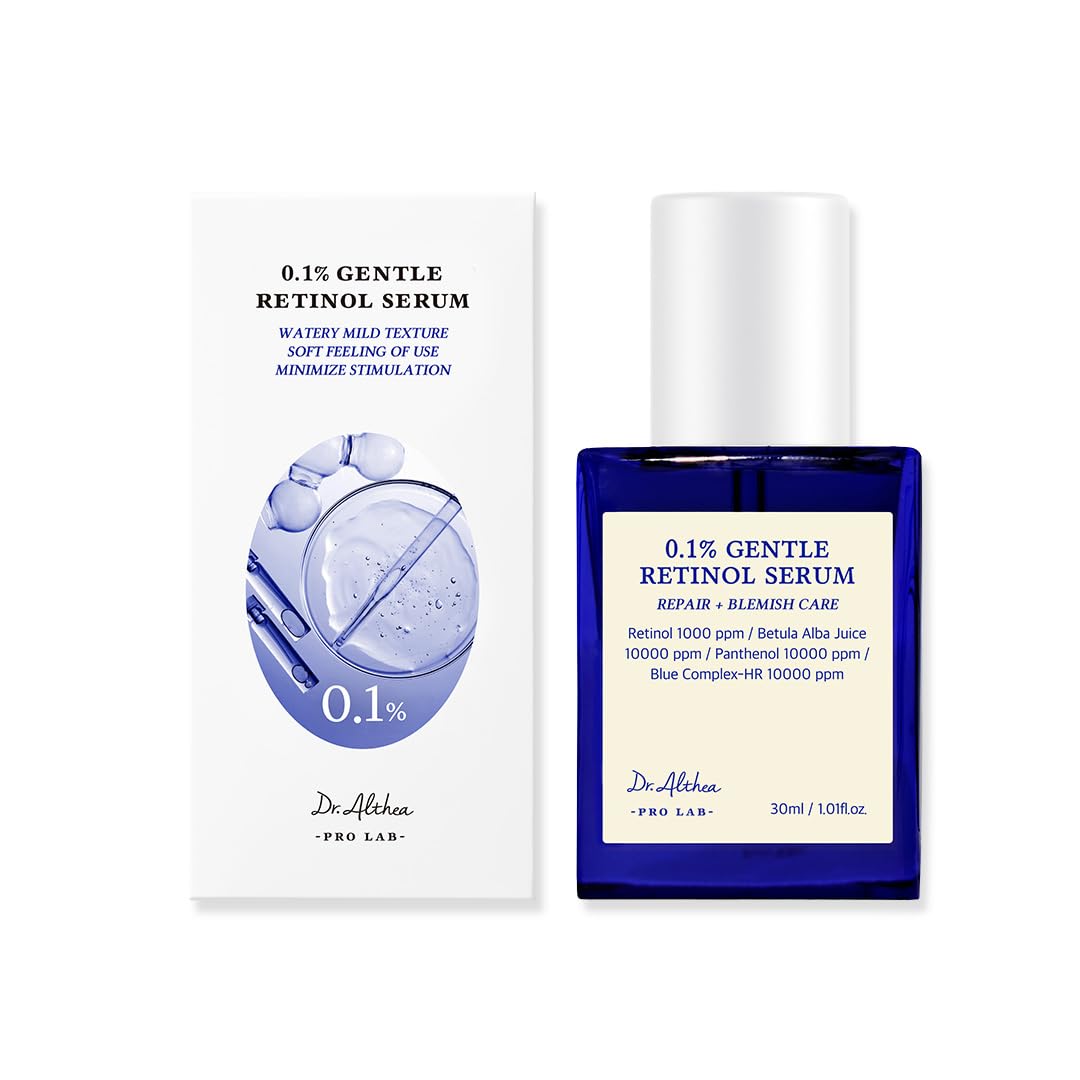 0.1% GENTLE
RETINOL SERUM
WATERY MILD TEXTURE
SOFT FEELING OF USE
MINIMIZE STIMULATION
0.1%
Dr.Althea
-PRO LAB-
0.1% GENTLE
RETINOL SERUM
REPAIR + BLEMISH CARE
Retinol 1000 ppm / Betula Alba Juice
10000 ppm / Panthenol 10000 ppm /
Blue Complex-HR 10000 ppm
Dr.Althea
-PRO LAB-
30ml / 1.01fl.oz.